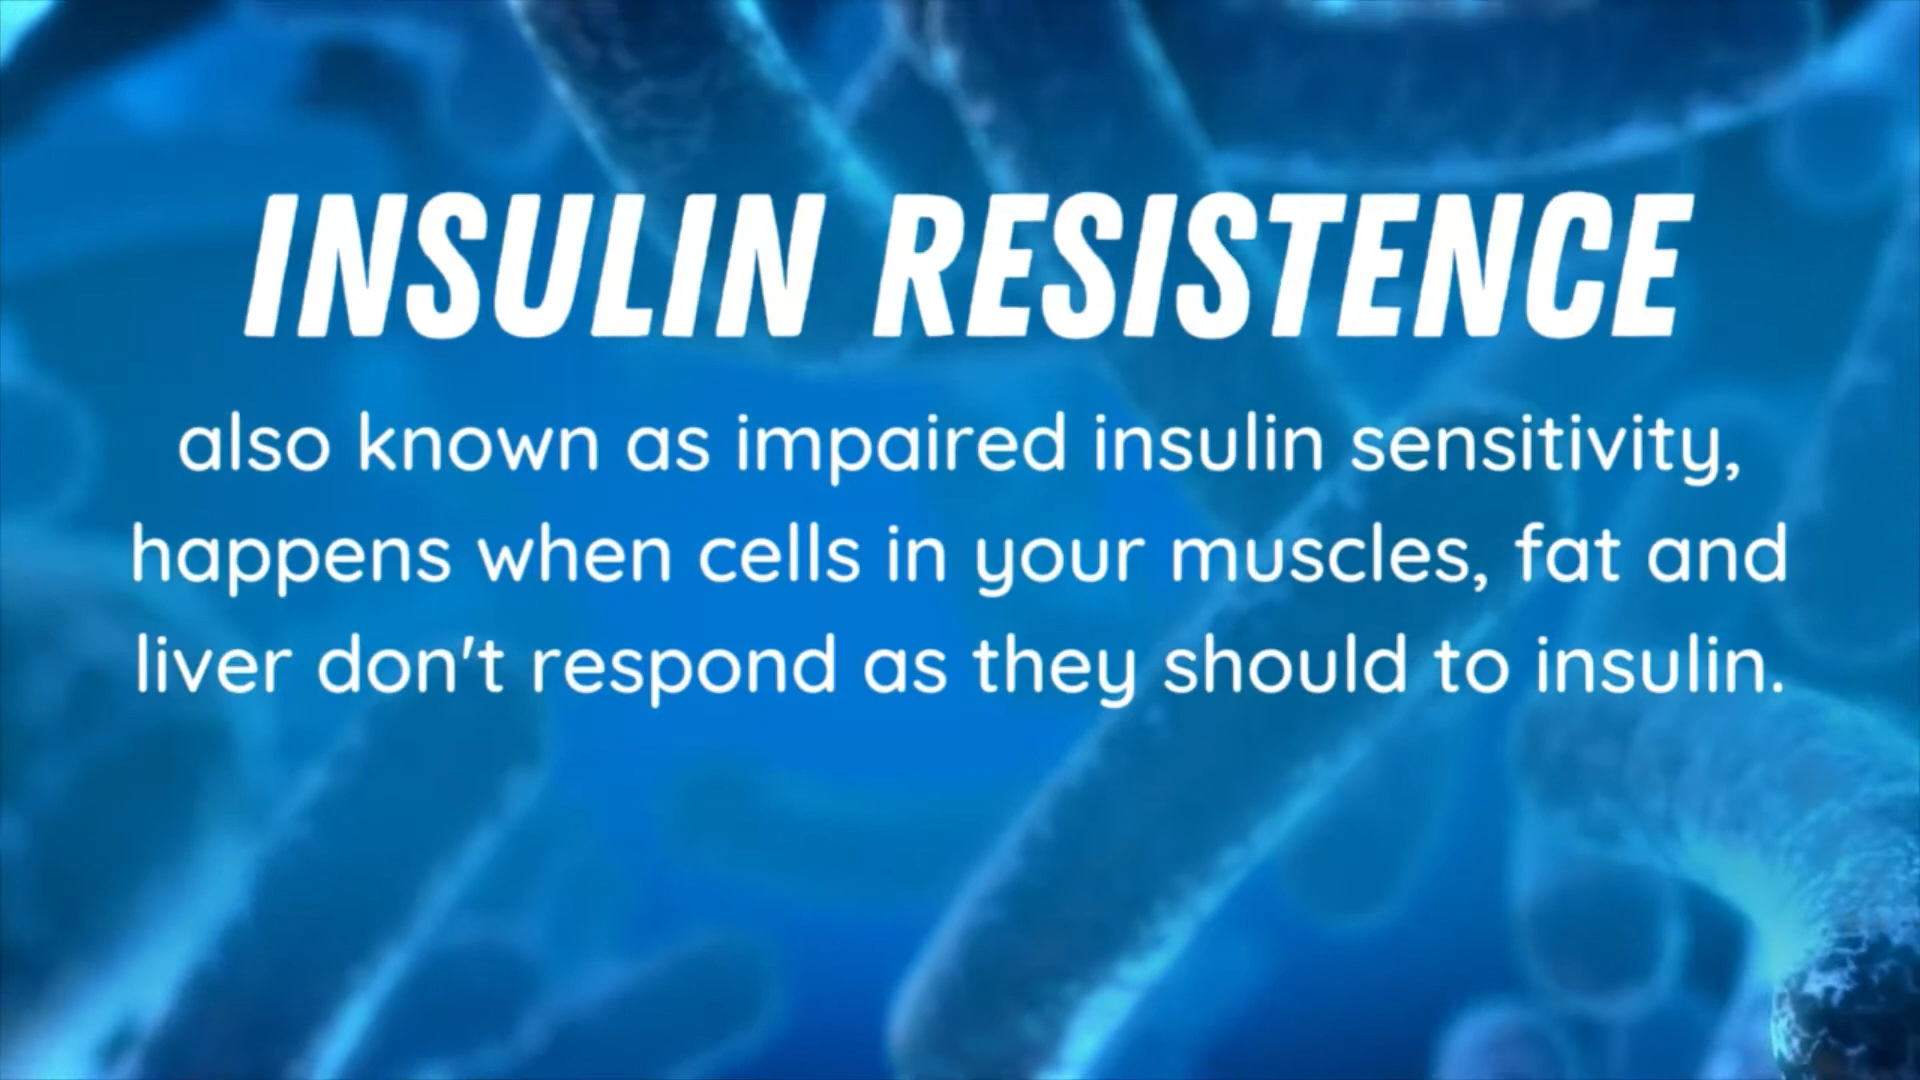 INSULIN RESISTENCE
also known as impaired insulin sensitivity,
happens when cells in your muscles, fat and
liver don't respond as they should to insulin.